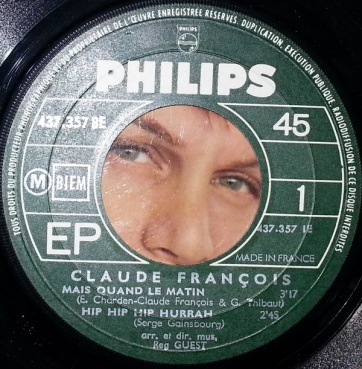 TOUS DROITS DU PRODUCTEUR PHONOGRAPHIQUE ET DU PROPRIETAIRE DE L'ŒUVRE ENREGISTREE RESERVES. DUPLICATION, EXECUTION PUBLIQUE, RADIODIFFUSION DE CE DISQUE INTERDITES
PHILIPS
PHILIPS
437.357 BE
45
M
BIEM
1
437.357 IE
EP
MADE IN FRANCE
CLAUDE FRANÇOIS
MAIS QUAND LE MATIN 3'17
(E. Charden-Claude François & G. Thibaut)
HIP HIP HIP HURRAH 2'45
(Serge Gainsbourg)
arr. et dir. mus.
Reg GUEST